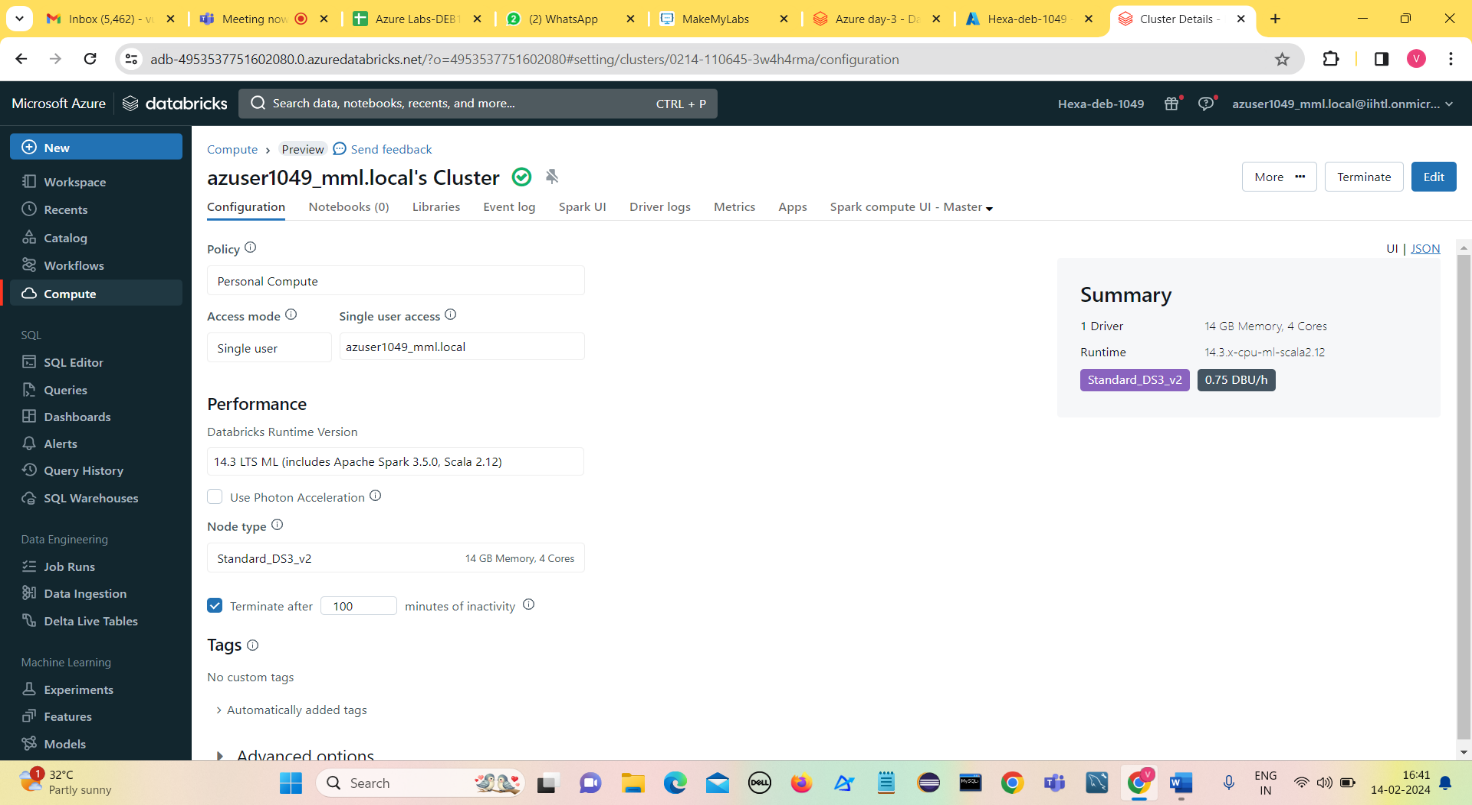 Inbox (5,462) - v
Meeting now
Azure Labs-DEB1
2 (2) WhatsApp
MakeMyLabs
Azure day-3 - Da
Hexa-deb-1049
Cluster Details -
adb-4953537751602080.0.azuredatabricks.net/?o=4953537751602080#setting/clusters/0214-110645-3w4h4rma/configuration
V
Microsoft Azure databricks
Search data, notebooks, recents, and more... CTRL + P
Hexa-deb-1049
azuser1049_mml.local@iihtl.onmicr...
New
Workspace
Recents
Catalog
Workflows
Compute
SQL
SQL Editor
Queries
Dashboards
Alerts
Query History
SQL Warehouses
Data Engineering
Job Runs
Data Ingestion
Delta Live Tables
Machine Learning
Experiments
Features
Models
Compute > Preview Send feedback
azuser1049_mml.local's Cluster
More ··· Terminate Edit
Configuration Notebooks (0) Libraries Event log Spark UI Driver logs Metrics Apps Spark compute UI - Master
UI | JSON
Policy
Personal Compute
Access mode Single user access
Single user azuser1049_mml.local
Performance
Databricks Runtime Version
14.3 LTS ML (includes Apache Spark 3.5.0, Scala 2.12)
Use Photon Acceleration
Node type
Standard_DS3_v2 14 GB Memory, 4 Cores
Terminate after 100 minutes of inactivity
Tags
No custom tags
Automatically added tags
Advanced options
Summary
1 Driver 14 GB Memory, 4 Cores
Runtime 14.3.x-cpu-ml-scala2.12
Standard_DS3_v2 0.75 DBU/h
1 32°C
Partly sunny
Search
DELL
MySQL
V
W
ENG
IN
16:41
14-02-2024